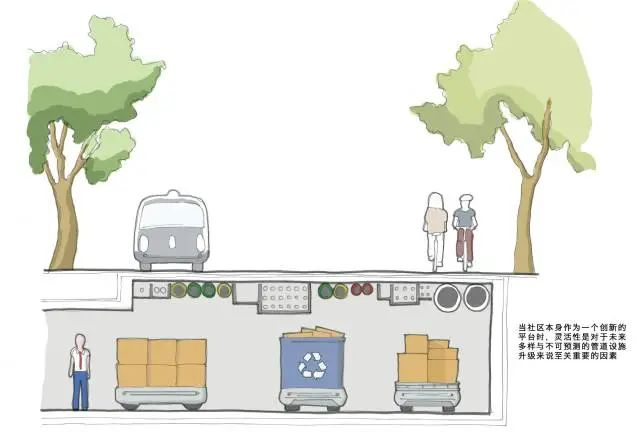 当社区本身作为一个创新的
平台时，灵活性是对于未来
多样与不可预测的管道设施
升级来说至关重要的因素